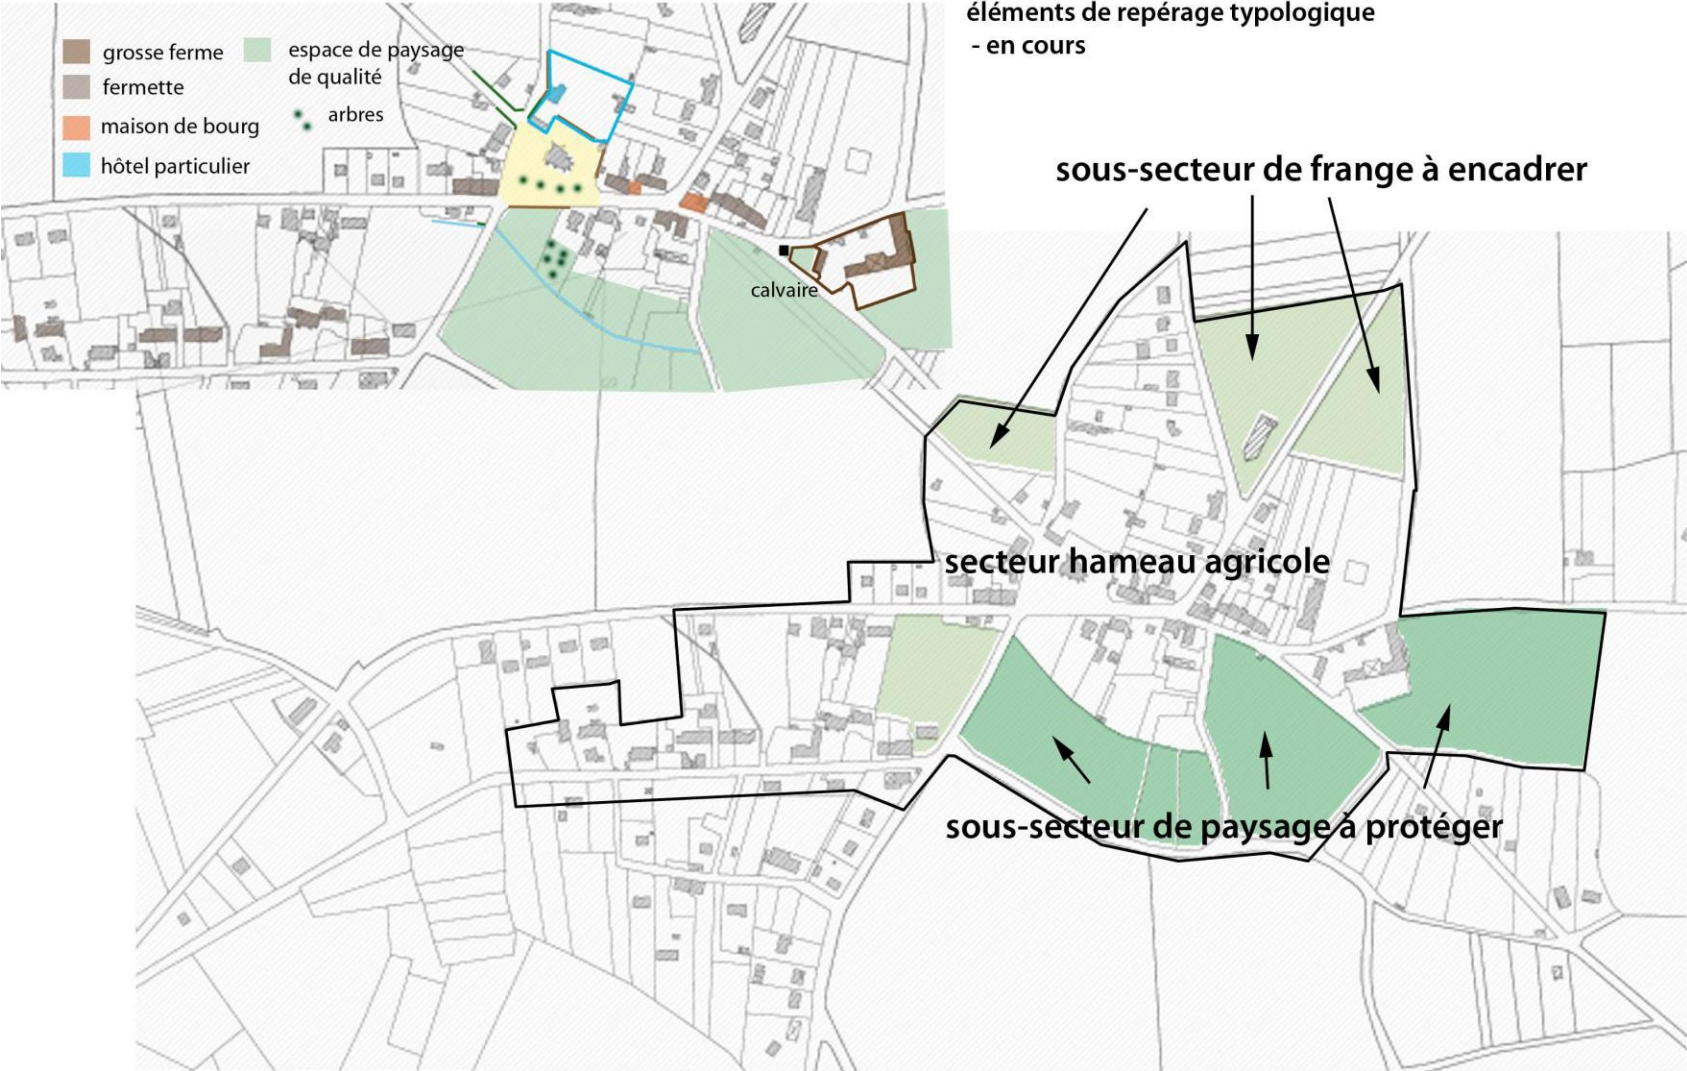 éléments de repérage typologique
- en cours
grosse ferme
espace de paysage
de qualité
fermette
arbres
maison de bourg
hôtel particulier
calvaire
sous-secteur de frange à encadrer
secteur hameau agricole
sous-secteur de paysage à protéger